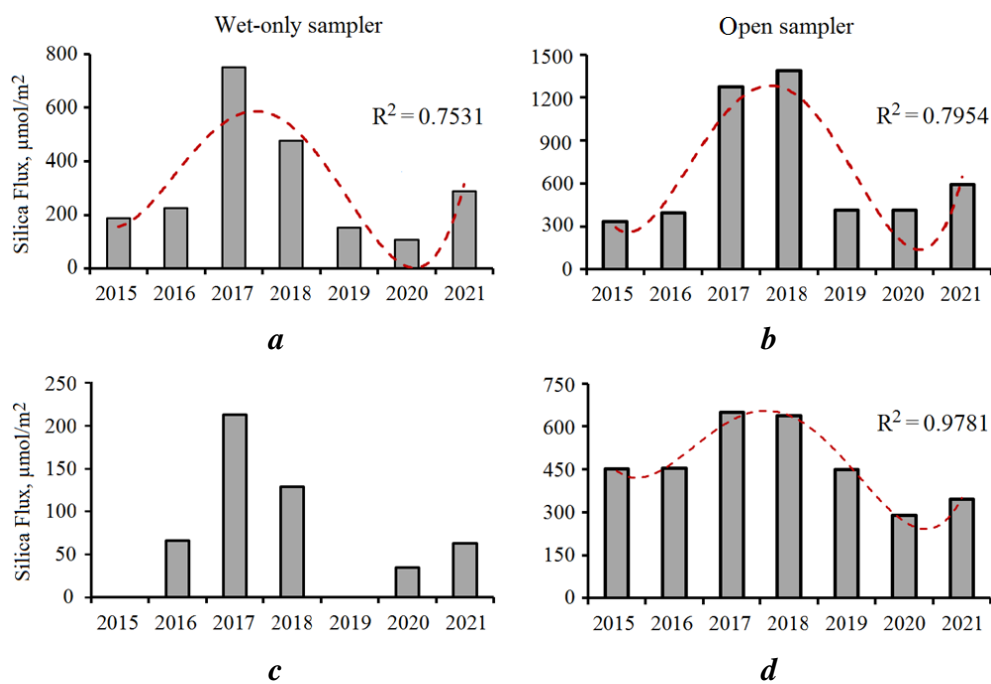 Wet-only sampler
Open sampler
Silica Flux, µmol/m²
800
600
400
200
0
R² = 0.7531
2015 2016 2017 2018 2019 2020 2021
a
1500
1200
900
600
300
0
R² = 0.7954
2015 2016 2017 2018 2019 2020 2021
b
Silica Flux, µmol/m²
250
200
150
100
50
0
2015 2016 2017 2018 2019 2020 2021
c
750
600
450
300
150
0
R² = 0.9781
2015 2016 2017 2018 2019 2020 2021
d